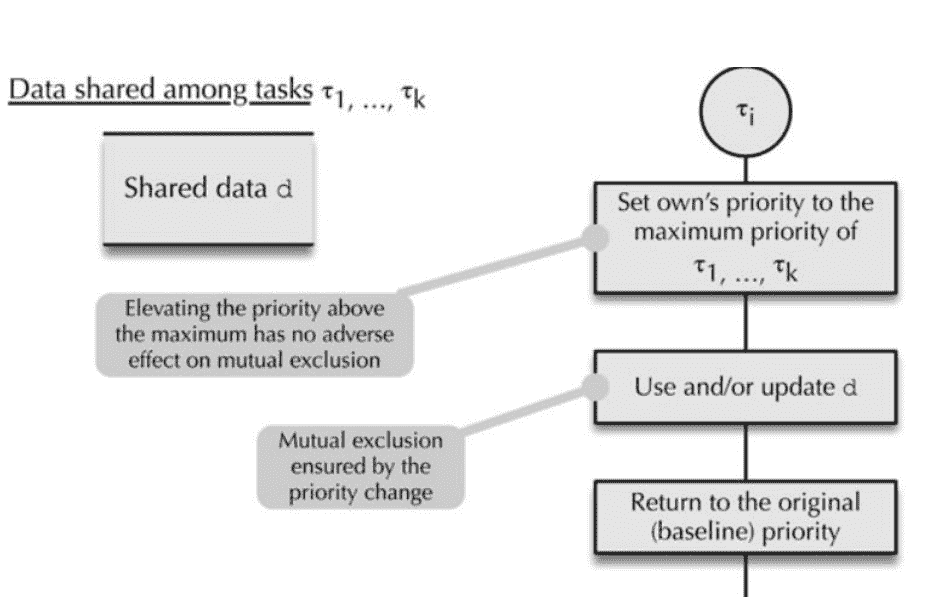 Data shared among tasks τ1, ..., τk
Shared data d
Elevating the priority above
the maximum has no adverse
effect on mutual exclusion
Mutual exclusion
ensured by the
priority change
τi
Set own's priority to the
maximum priority of
τ1, ..., τk
Use and/or update d
Return to the original
(baseline) priority